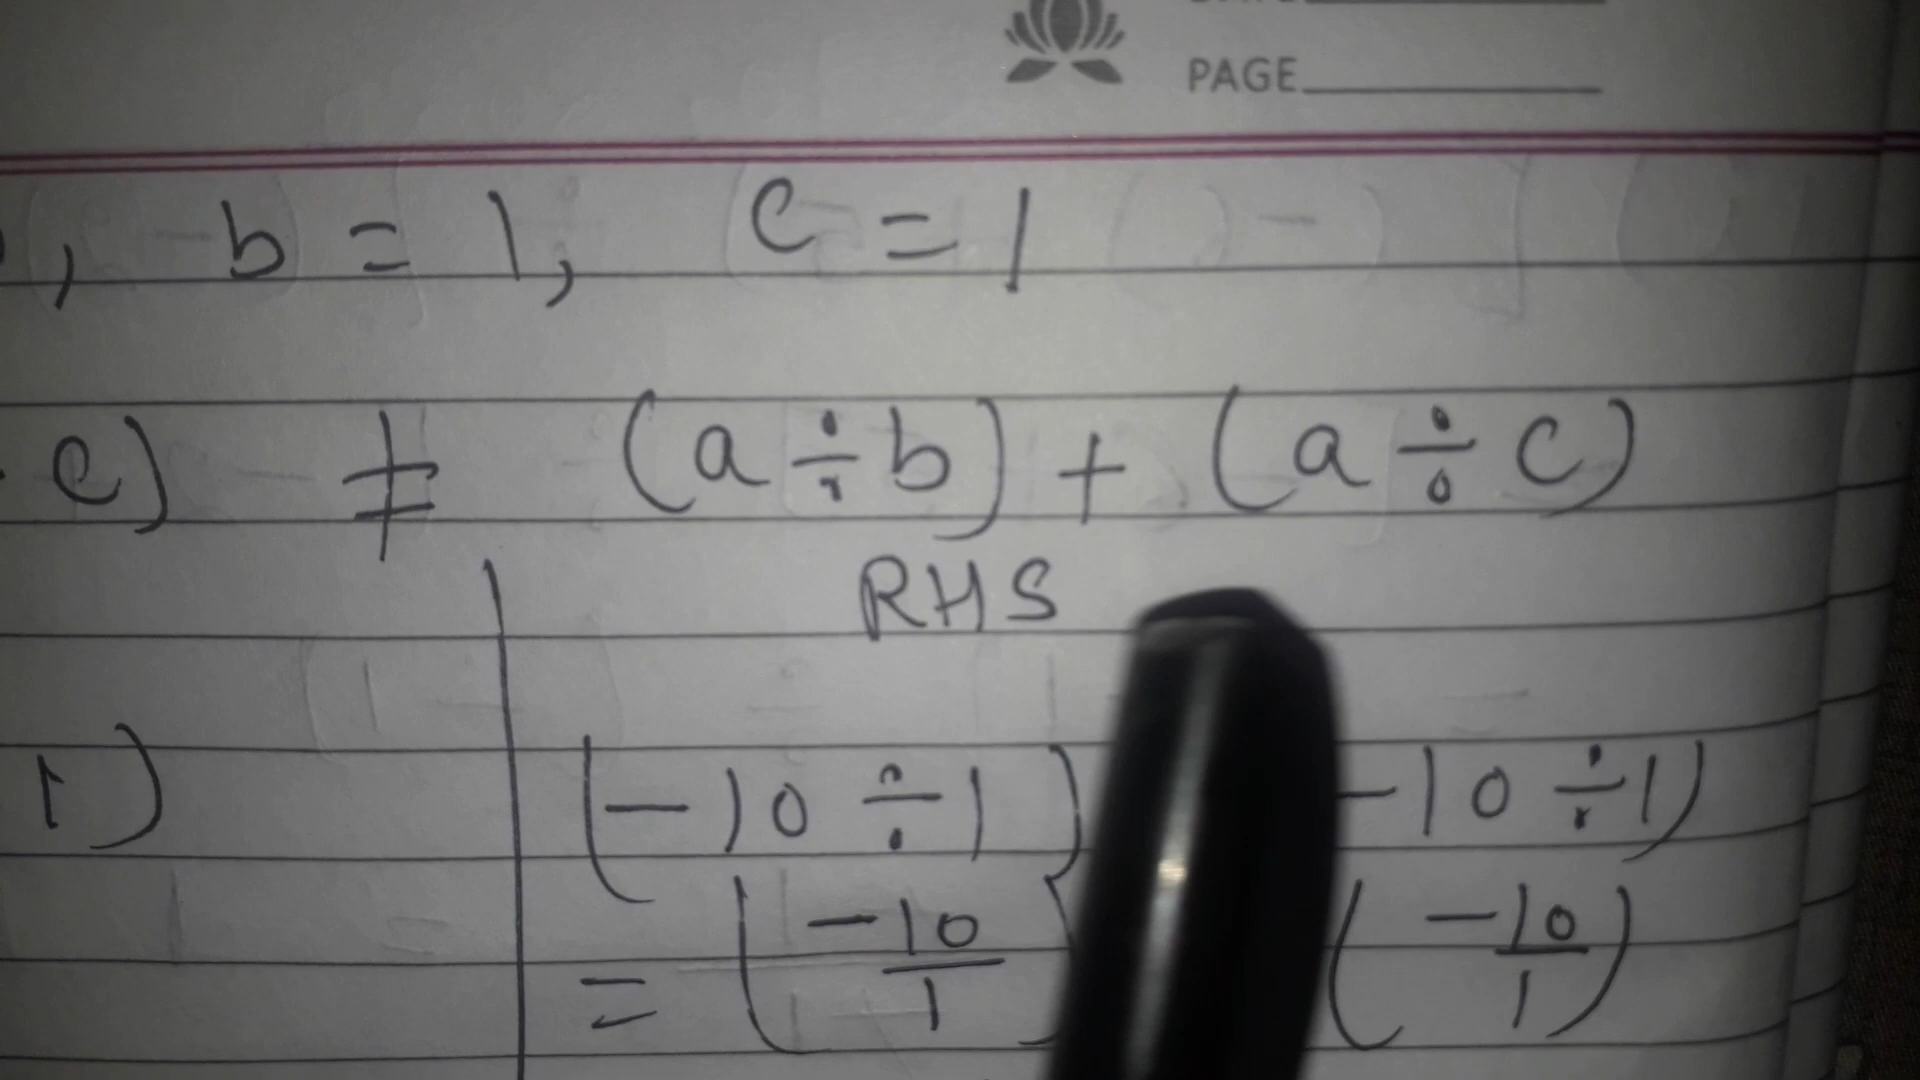 PAGE
, b = 1, c = 1
c) ≠ (a ÷ b) + (a ÷ c)
RHS
1) (-10 ÷ 1) -10 ÷ 1)
= (-10/1 (-10/1)